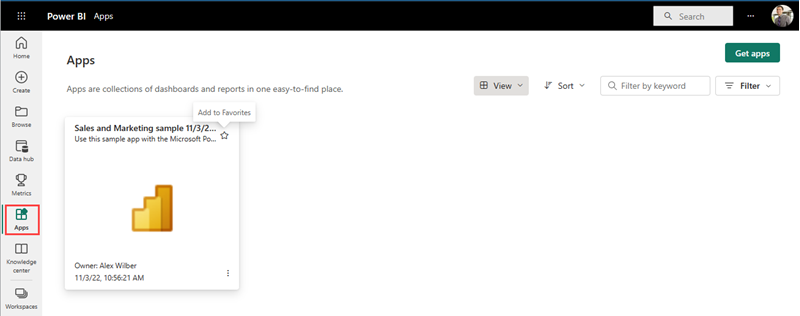 Power BI Apps
Search
Home
Create
Browse
Data hub
Metrics
Apps
Knowledge
center
Workspaces
Apps
Get apps
Apps are collections of dashboards and reports in one easy-to-find place.
View
Sort
Filter by keyword
Filter
Add to Favorites
Sales and Marketing sample 11/3/2...
Use this sample app with the Microsoft Po...
Owner: Alex Wilber
11/3/22, 10:56:21 AM